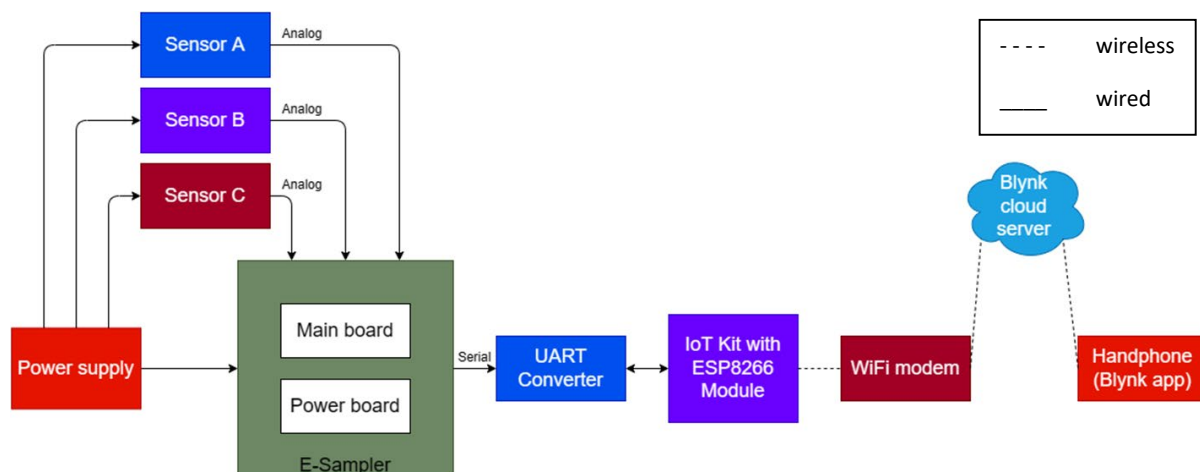 Sensor A
Analog
Sensor B
Analog
Sensor C
Analog
- - - - wireless
____ wired
Blynk
cloud
server
Main board
Power board
E-Sampler
Power supply
Serial
UART
Converter
IoT Kit with
ESP8266
Module
WiFi modem
Handphone
(Blynk app)